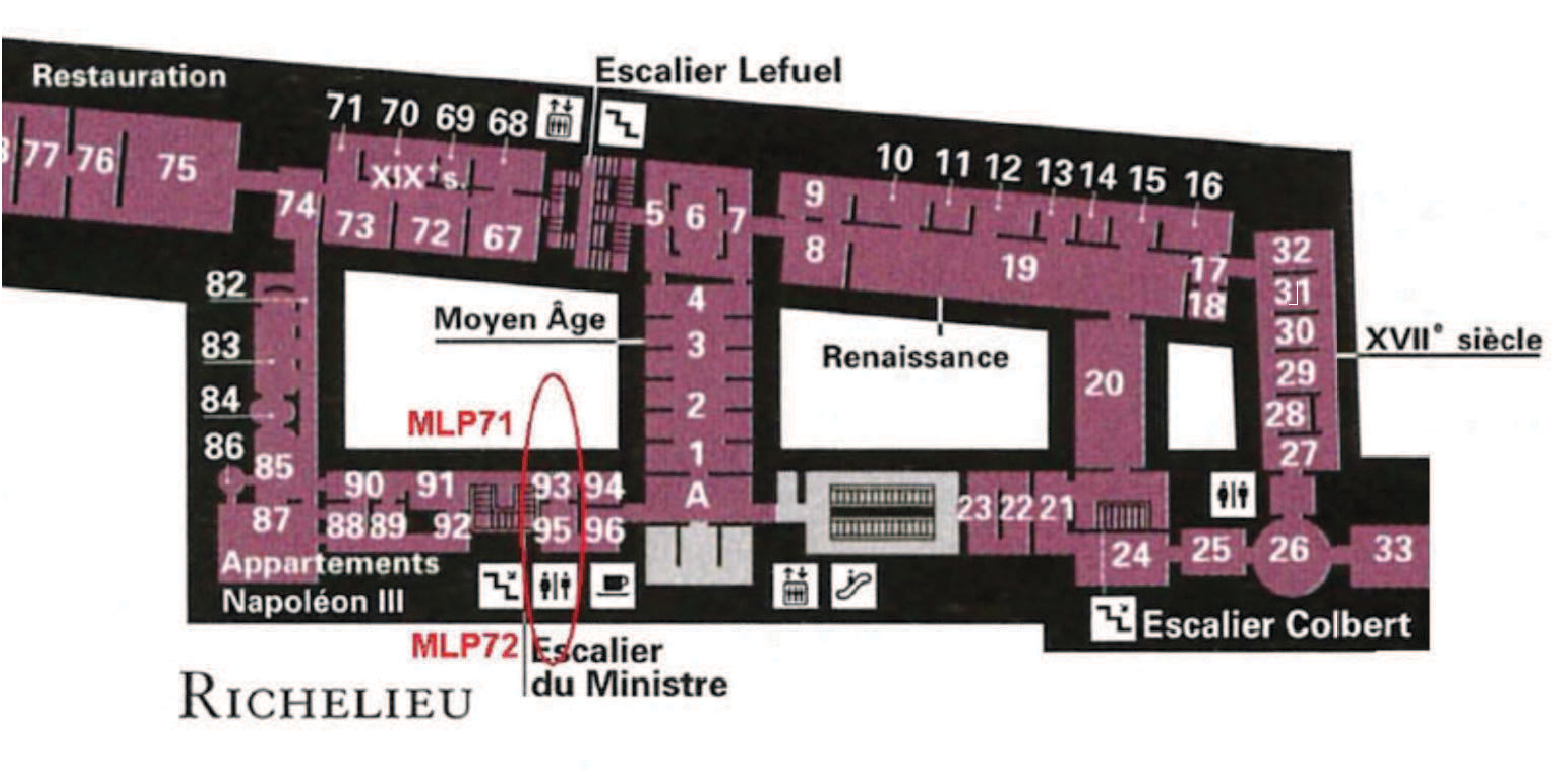 Escalier Lefuel
Restauration
71 70 69 68
10 11 12 13 14 15 16
77 76 75
XIXᵉ s.
74 73 72 67
5 6 7
9
8
19
17
18
32
31
30
29
28
27
82
83
84
86 85
87
Moyen Âge
4
3
2
1
A
Renaissance
20
XVIIᵉ siècle
MLP71
90 91 93 94
88 89 92 95 96
23 22 21
24 25 26 33
Appartements
Napoléon III
Escalier Colbert
MLP72
Escalier
du Ministre
RICHELIEU